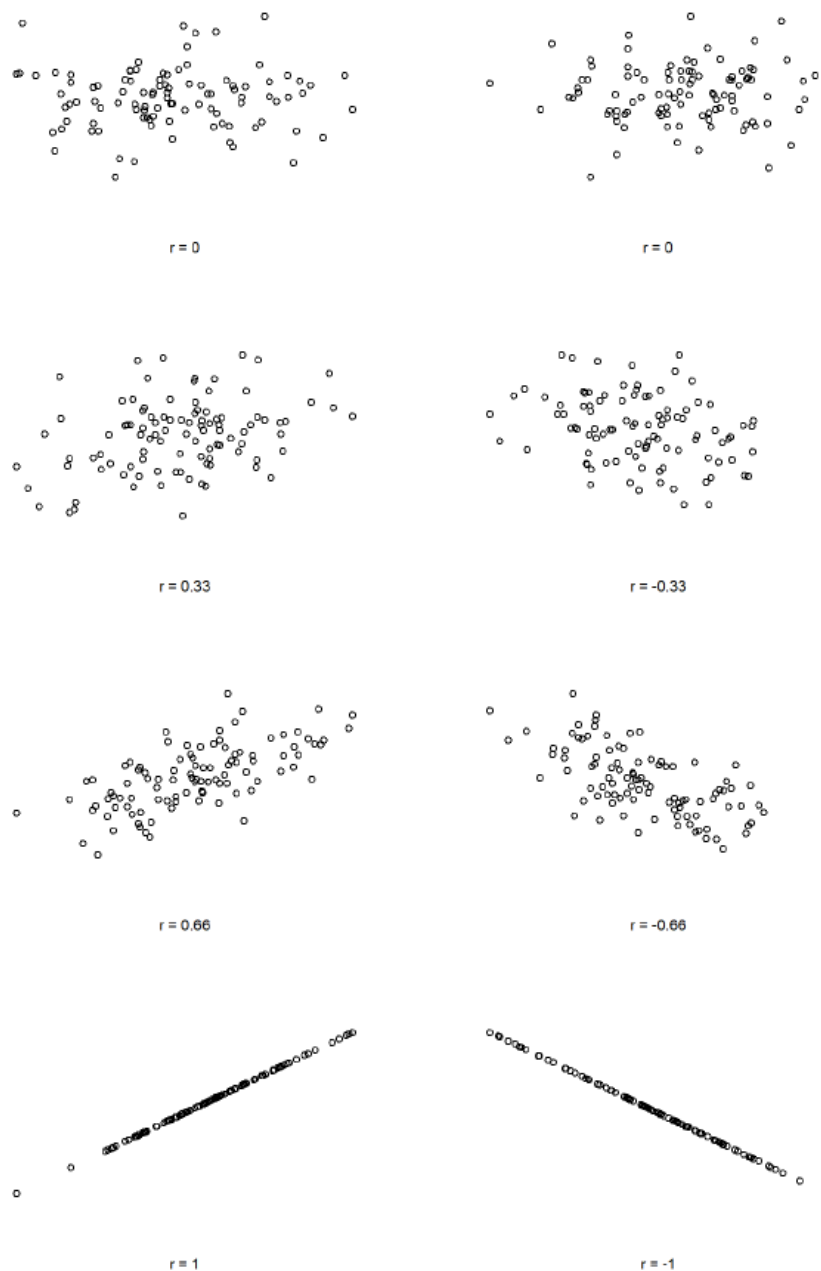 r = 0
r = 0
r = 0.33
r = -0.33
r = 0.66
r = -0.66
r = 1
r = -1